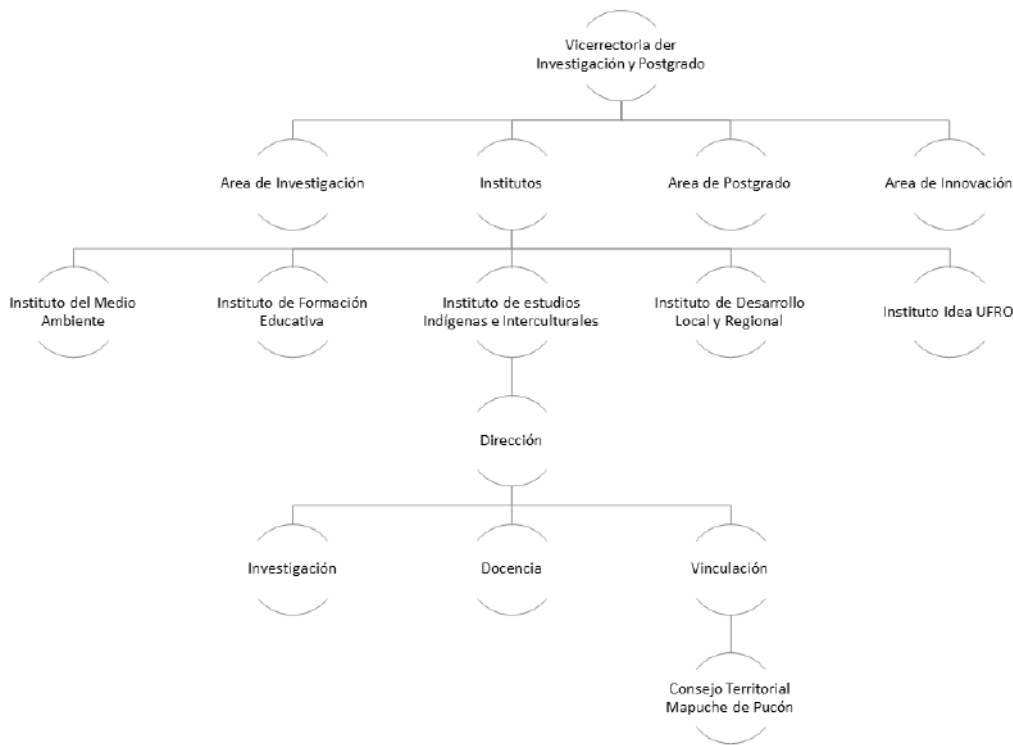 Vicerrectoria der
Investigación y Postgrado
Area de Investigación
Institutos
Area de Postgrado
Area de Innovación
Instituto del Medio
Ambiente
Instituto de Formación
Educativa
Instituto de estudios
Indígenas e Interculturales
Instituto de Desarrollo
Local y Regional
Instituto Idea UFRO
Dirección
Investigación
Docencia
Vinculación
Consejo Territorial
Mapuche de Pucón